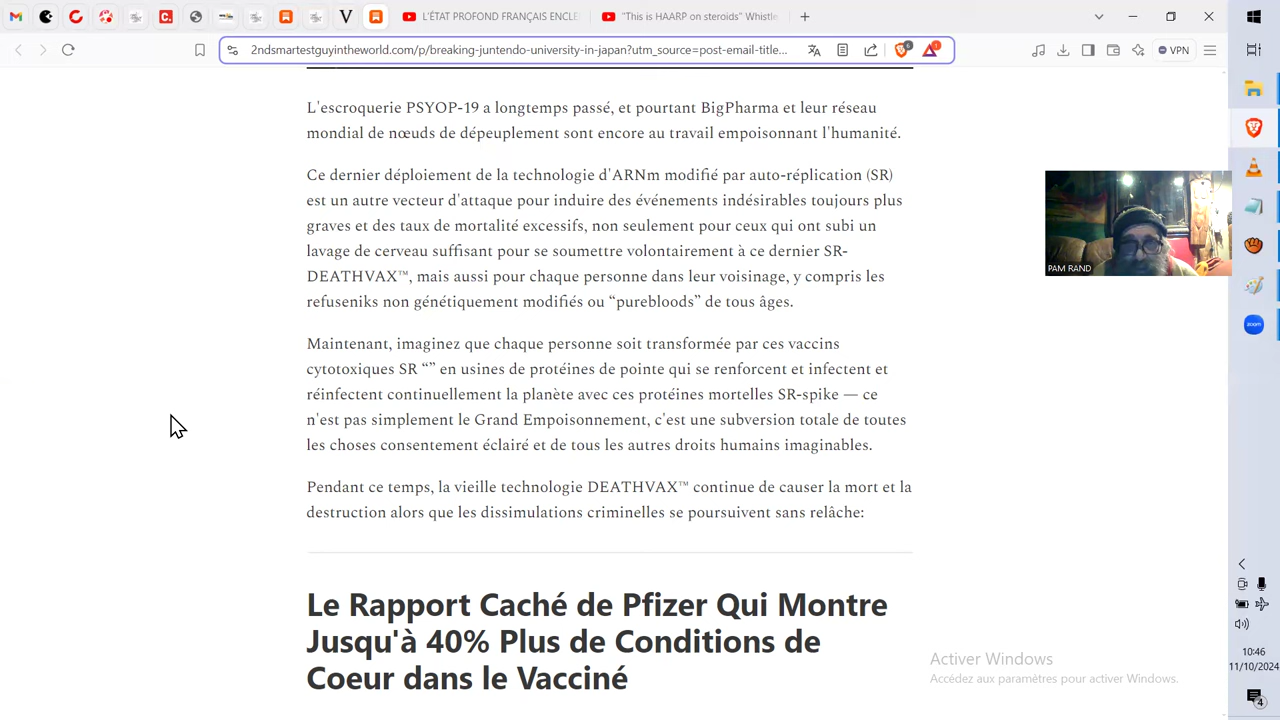 L'ÉTAT PROFOND FRANÇAIS ENCLE
"This is HAARP on steroids" Whistle
2ndsmartestguyintheworld.com/p/breaking-juntendo-university-in-japan?utm_source=post-email-title...
VPN
L'escroquerie PSYOP-19 a longtemps passé, et pourtant BigPharma et leur réseau
mondial de nœuds de dépeuplement sont encore au travail empoisonnant l'humanité.
Ce dernier déploiement de la technologie d'ARNm modifié par auto-réplication (SR)
est un autre vecteur d'attaque pour induire des événements indésirables toujours plus
graves et des taux de mortalité excessifs, non seulement pour ceux qui ont subi un
lavage de cerveau suffisant pour se soumettre volontairement à ce dernier SR-
DEATHVAX™, mais aussi pour chaque personne dans leur voisinage, y compris les
refuseniks non génétiquement modifiés ou “purebloods” de tous âges.
PAM RAND
Maintenant, imaginez que chaque personne soit transformée par ces vaccins
cytotoxiques SR “” en usines de protéines de pointe qui se renforcent et infectent et
réinfectent continuellement la planète avec ces protéines mortelles SR-spike — ce
n'est pas simplement le Grand Empoisonnement, c'est une subversion totale de toutes
les choses consentement éclairé et de tous les autres droits humains imaginables.
Pendant ce temps, la vieille technologie DEATHVAX™ continue de causer la mort et la
destruction alors que les dissimulations criminelles se poursuivent sans relâche:
Le Rapport Caché de Pfizer Qui Montre
Jusqu'à 40% Plus de Conditions de
Coeur dans le Vacciné
Activer Windows
Accédez aux paramètres pour activer Windows.
zoom
10:46
11/10/2024
4